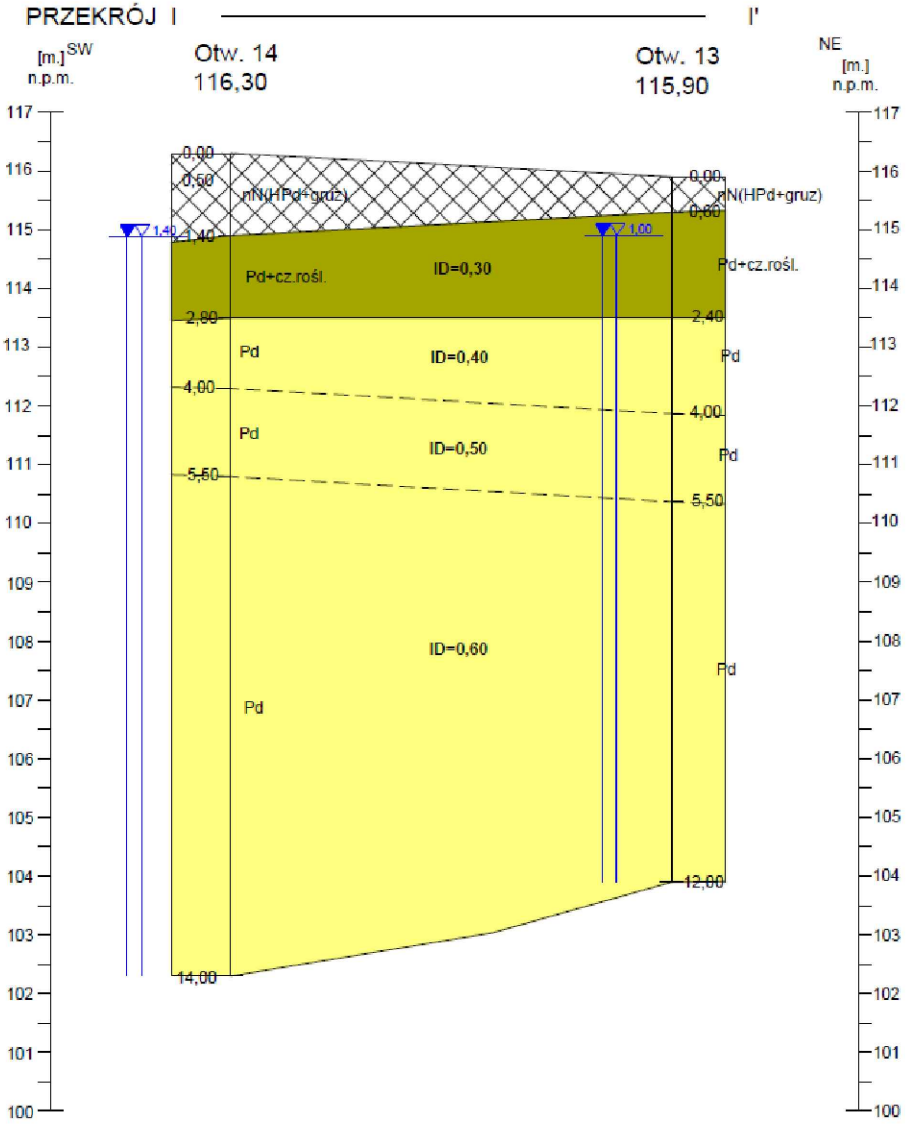 PRZEKRÓJ I I'
[m.] SW
n.p.m.
Otw. 14
116,30
Otw. 13
115,90
NE
[m.]
n.p.m.
117
116
115
114
113
112
111
110
109
108
107
106
105
104
103
102
101
100
0,00
0,50
1,40
2,80
4,00
5,50
14,00
1,40
nN(HPd+gruz)
Pd+cz.rośl.
Pd
Pd
Pd
ID=0,30
ID=0,40
ID=0,50
ID=0,60
1,00
0,00
0,60
2,40
4,00
5,50
12,00
nN(HPd+gruz)
Pd+cz.rośl.
Pd
Pd
Pd
117
116
115
114
113
112
111
110
109
108
107
106
105
104
103
102
101
100